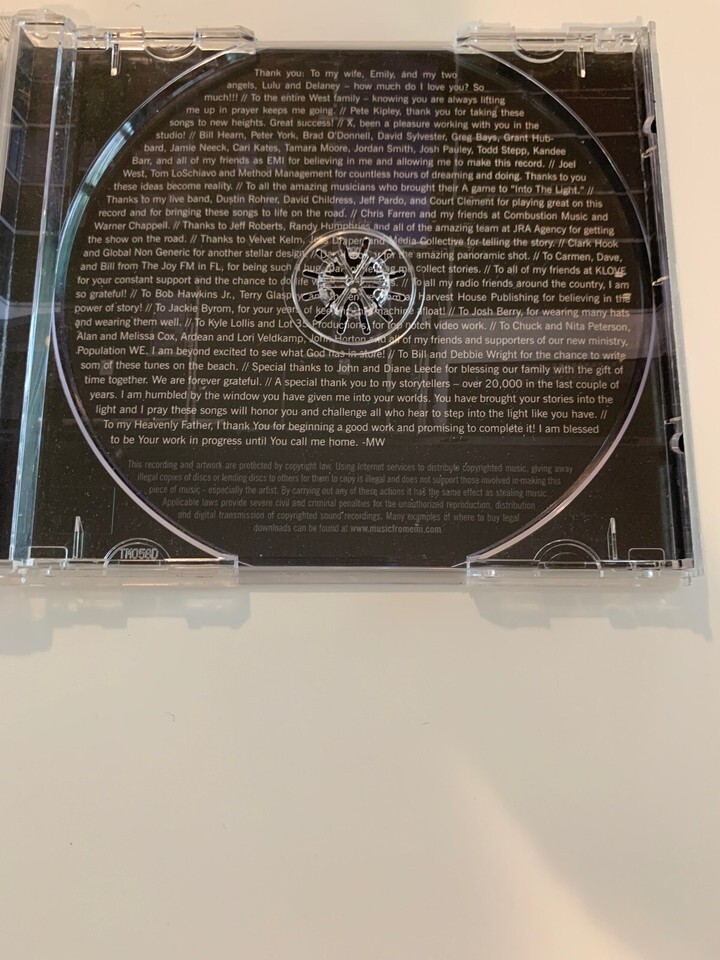 Thank you: To my wife, Emily, and my two
angels, Lulu and Delaney – how much do I love you? So
much!!! // To the entire West family – knowing you are always lifting
me up in prayer keeps me going. // Pete Kipley, thank you for taking these
songs to new heights. Great success! // X, been a pleasure working with you in the
studio! // Bill Hearn, Peter York, Brad O'Donnell, David Sylvester, Greg Bays, Grant Hub-
bard, Jamie Neeck, Cari Kates, Tamara Moore, Jordan Smith, Josh Pauley, Todd Stepp, Kandee
Barr, and all of my friends as EMI for believing in me and allowing me to make this record. // Joel
West, Tom LoSchiavo and Method Management for countless hours of dreaming and doing. Thanks to you
these ideas become reality. // To all the amazing musicians who brought their A game to "Into The Light." //
Thanks to my live band, Dustin Rohrer, David Childress, Jeff Pardo, and Court Clement for playing great on this
record and for bringing these songs to life on the road. // Chris Farren and my friends at Combustion Music and
Warner Chappell. // Thanks to Jeff Roberts, Randy Humphries and all of the amazing team at JRA Agency for getting
the show on the road. // Thanks to Velvet Kelm, Draper Media Collective for telling the story. // Clark Hook
and Global Non Generic for another stellar design for the amazing panoramic shot. // To Carmen, Dave,
and Bill from The Joy FM in FL, for being such collect stories. // To all of my friends at KLOVE
for your constant support and the chance to do life // To all my radio friends around the country, I am
so grateful! // To Bob Hawkins Jr., Terry Harvest House Publishing for believing in the
power of story! // To Jackie Byrom, for your years of machine afloat! // To Josh Berry, for wearing many hats
and wearing them well. // To Kyle Lollis and Lot 35 Productions for top notch video work. // To Chuck and Nita Peterson,
Alan and Melissa Cox, Ardean and Lori Veldkamp, Horton and all of my friends and supporters of our new ministry,
Population WE. I am beyond excited to see what God has in store! // To Bill and Debbie Wright for the chance to write
som of these tunes on the beach. // Special thanks to John and Diane Leede for blessing our family with the gift of
time together. We are forever grateful. // A special thank you to my storytellers – over 20,000 in the last couple of
years. I am humbled by the window you have given me into your worlds. You have brought your stories into the
light and I pray these songs will honor you and challenge all who hear to step into the light like you have. //
To my Heavenly Father, I thank You for beginning a good work and promising to complete it! I am blessed
to be Your work in progress until You call me home. -MW
This recording and artwork are protected by copyright law. Using Internet services to distribute copyrighted music, giving away
illegal copies of discs or lending discs to others for them to copy is illegal and does not support those involved in making this
piece of music - especially the artist. By carrying out any of these actions it has the same effect as stealing music.
Applicable laws provide severe civil and criminal penalties for the unauthorized reproduction, distribution
and digital transmission of copyrighted sound recordings. Many examples of where to buy legal
downloads can be found at www.musicfromemi.com
TM058D